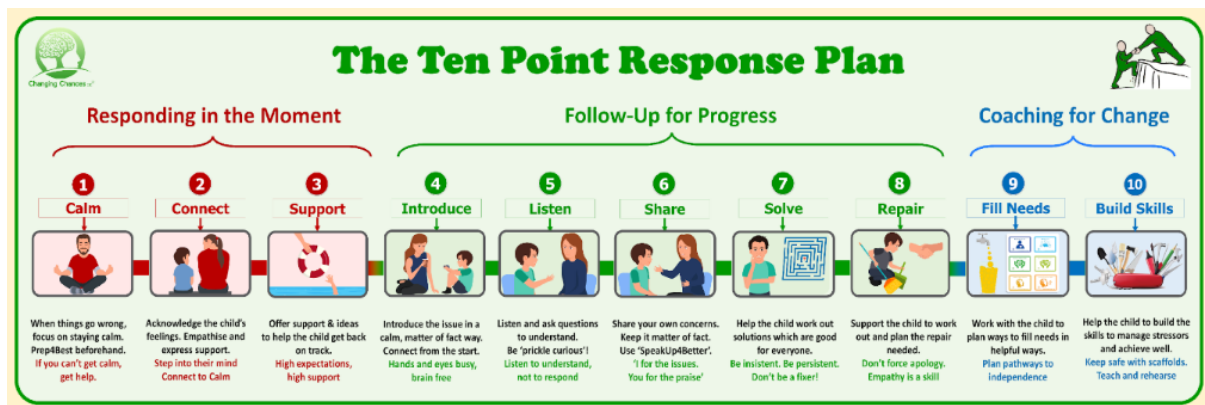 The Ten Point Response Plan
Changing Chances
Responding in the Moment
Follow-Up for Progress
Coaching for Change
1
Calm
When things go wrong,
focus on staying calm.
Prep4Best beforehand.
If you can't get calm,
get help.
2
Connect
Acknowledge the child's
feelings. Empathise and
express support.
Step into their mind
Connect to Calm
3
Support
Offer support & ideas
to help the child get back
on track.
High expectations,
high support
4
Introduce
Introduce the issue in a
calm, matter of fact way.
Connect from the start.
Hands and eyes busy,
brain free
5
Listen
Listen and ask questions
to understand.
Be 'prickle curious'!
Listen to understand,
not to respond
6
Share
Share your own concerns.
Keep it matter of fact.
Use 'SpeakUp4Better'.
'I for the issues.
You for the praise'
7
Solve
Help the child work out
solutions which are good
for everyone.
Be insistent. Be persistent.
Don't be a fixer!
8
Repair
Support the child to work
out and plan the repair
needed.
Don't force apology.
Empathy is a skill
9
Fill Needs
Work with the child to
plan ways to fill needs in
helpful ways.
Plan pathways to
independence
10
Build Skills
Help the child to build the
skills to manage stressors
and achieve well.
Keep safe with scaffolds.
Teach and rehearse